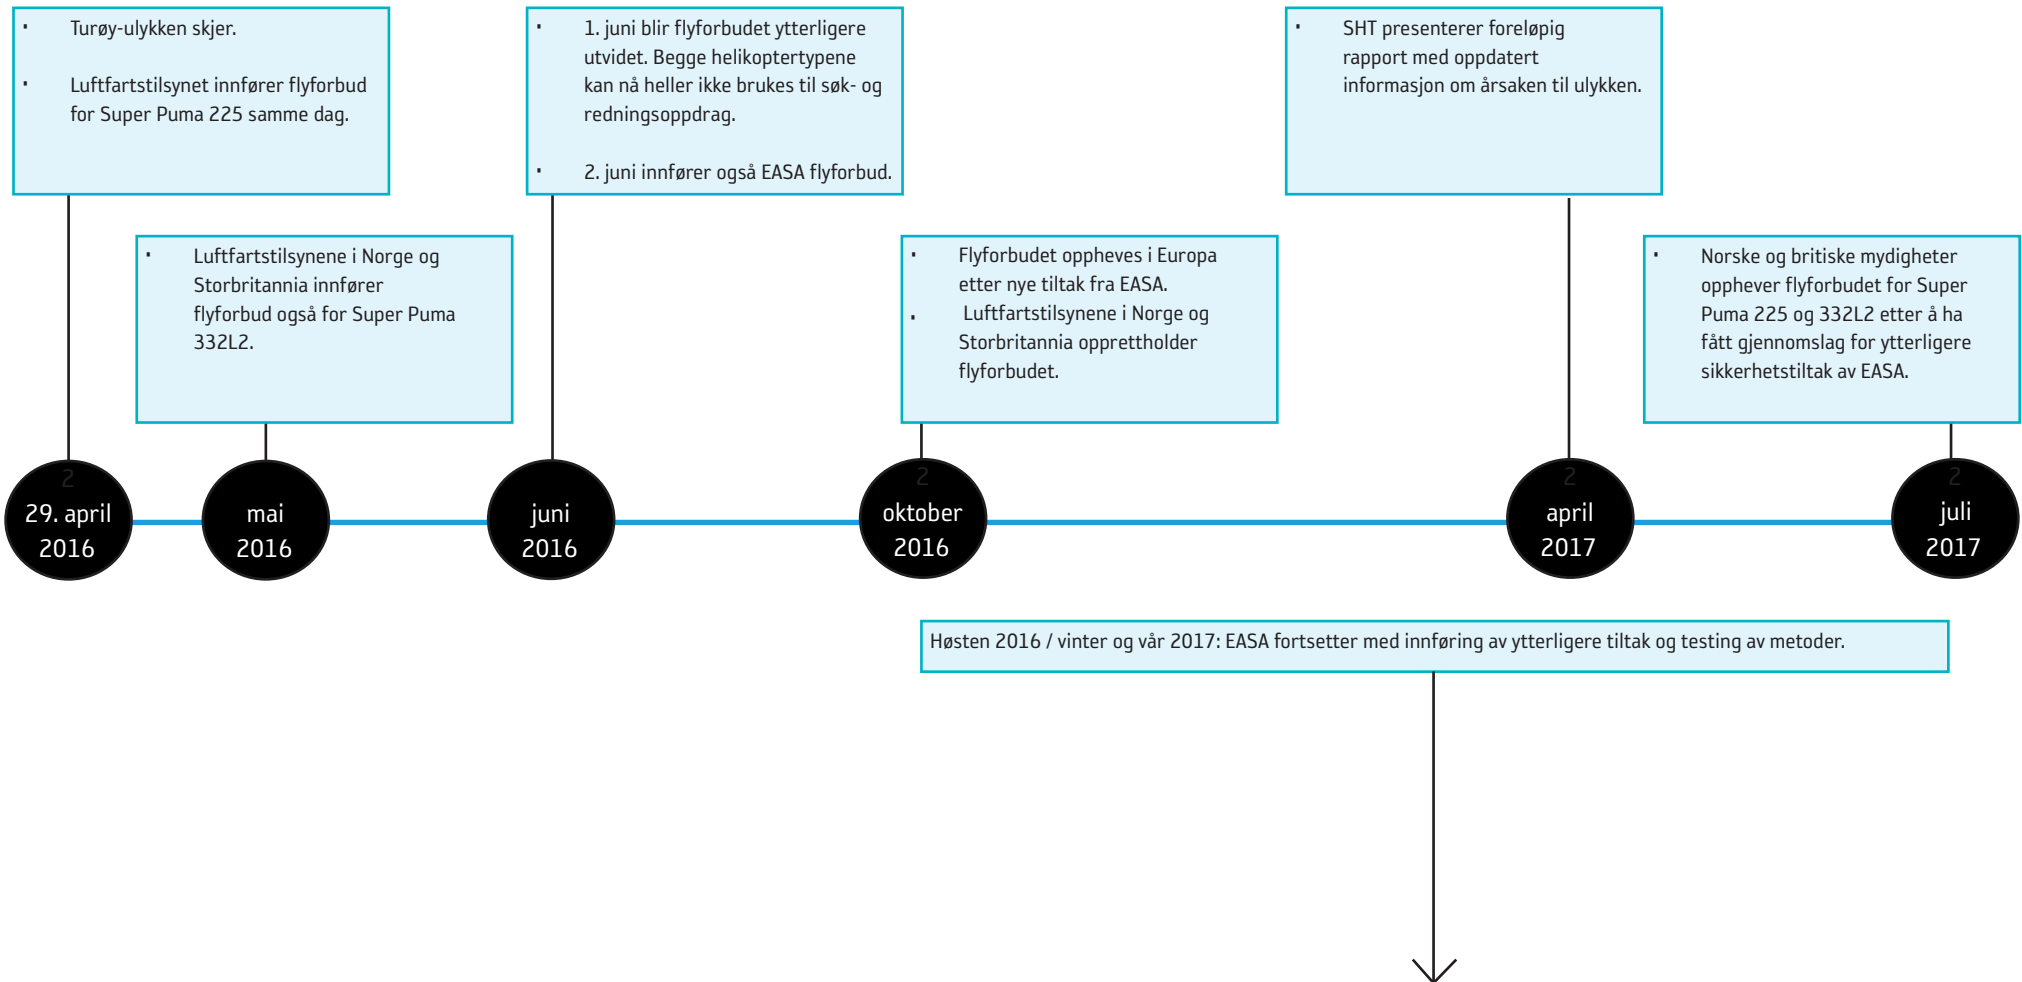 · Turøy-ulykken skjer.
· Luftfartstilsynet innfører flyforbud
for Super Puma 225 samme dag.
· Luftfartstilsynene i Norge og
Storbritannia innfører
flyforbud også for Super Puma
332L2.
· 1. juni blir flyforbudet ytterligere
utvidet. Begge helikoptertypene
kan nå heller ikke brukes til søk- og
redningsoppdrag.
· 2. juni innfører også EASA flyforbud.
· Flyforbudet oppheves i Europa
etter nye tiltak fra EASA.
· Luftfartstilsynene i Norge og
Storbritannia opprettholder
flyforbudet.
· SHT presenterer foreløpig
rapport med oppdatert
informasjon om årsaken til ulykken.
· Norske og britiske mydigheter
opphever flyforbudet for Super
Puma 225 og 332L2 etter å ha
fått gjennomslag for ytterligere
sikkerhetstiltak av EASA.
2
29. april
2016
mai
2016
juni
2016
2
oktober
2016
2
april
2017
2
juli
2017
Høsten 2016 / vinter og vår 2017: EASA fortsetter med innføring av ytterligere tiltak og testing av metoder.